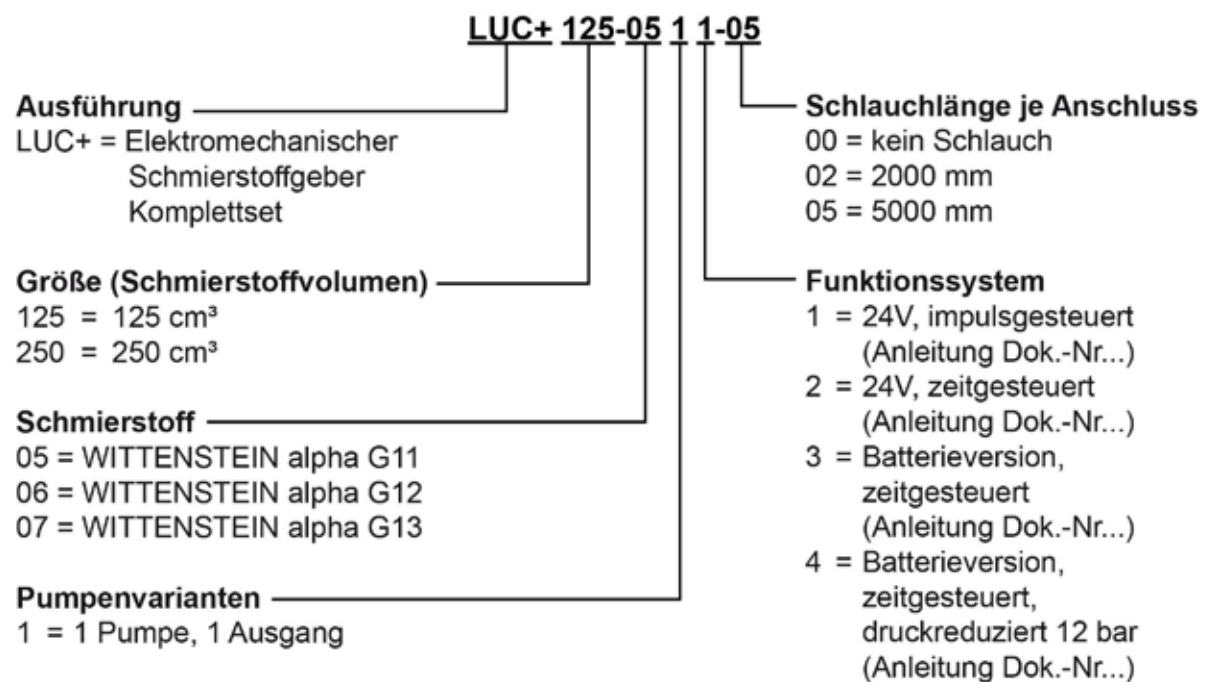 LUC+ 125-05 1 1-05
Ausführung
LUC+ = Elektromechanischer
Schmierstoffgeber
Komplettset
Größe (Schmierstoffvolumen)
125 = 125 cm³
250 = 250 cm³
Schmierstoff
05 = WITTENSTEIN alpha G11
06 = WITTENSTEIN alpha G12
07 = WITTENSTEIN alpha G13
Pumpenvarianten
1 = 1 Pumpe, 1 Ausgang
Schlauchlänge je Anschluss
00 = kein Schlauch
02 = 2000 mm
05 = 5000 mm
Funktionssystem
1 = 24V, impulsgesteuert
(Anleitung Dok.-Nr...)
2 = 24V, zeitgesteuert
(Anleitung Dok.-Nr...)
3 = Batterieversion,
zeitgesteuert
(Anleitung Dok.-Nr...)
4 = Batterieversion,
zeitgesteuert,
druckreduziert 12 bar
(Anleitung Dok.-Nr...)